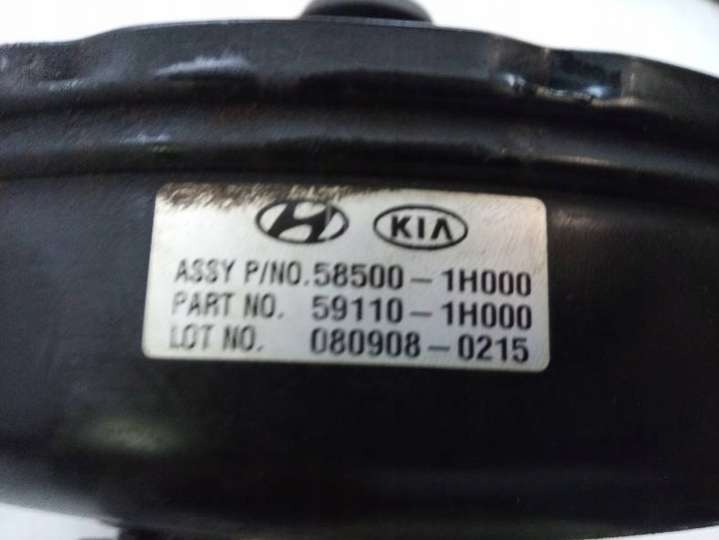 KIA
ASSY P/NO. 58500-1H000
PART NO. 59110-1H000
LOT NO. 080908-0215